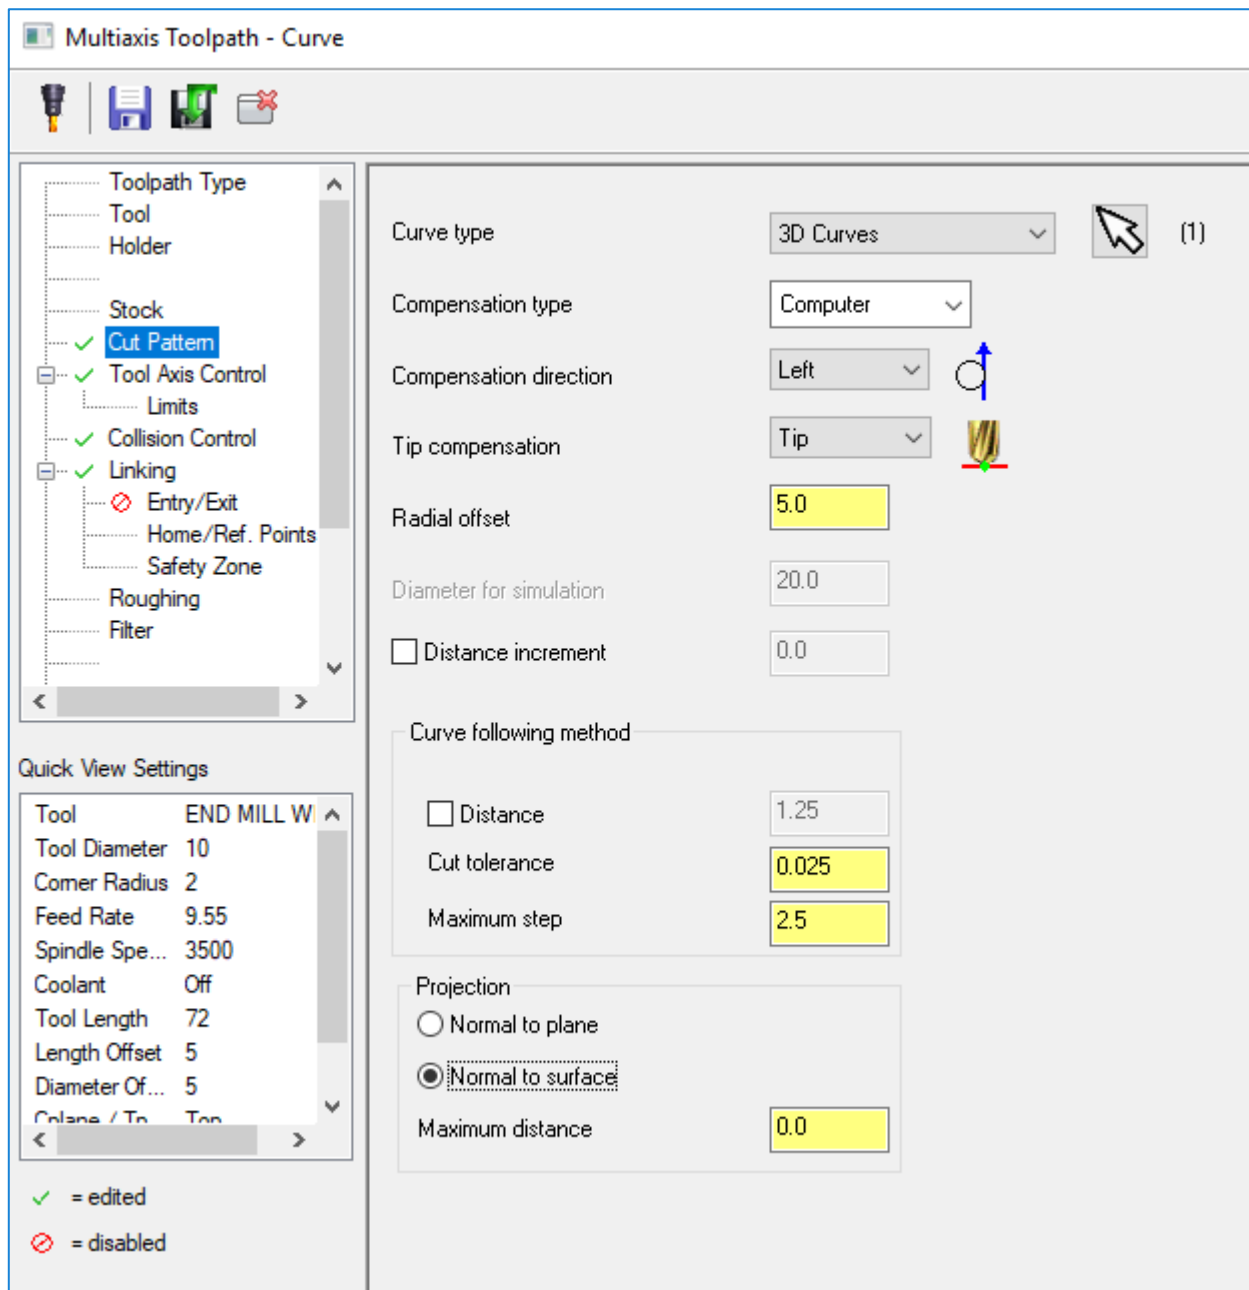 Multiaxis Toolpath - Curve
Toolpath Type
Tool
Holder
Stock
Cut Pattern
Tool Axis Control
Limits
Collision Control
Linking
Entry/Exit
Home/Ref. Points
Safety Zone
Roughing
Filter
Quick View Settings
Tool END MILL WI
Tool Diameter 10
Corner Radius 2
Feed Rate 9.55
Spindle Spe... 3500
Coolant Off
Tool Length 72
Length Offset 5
Diameter Of... 5
Cplane / Tp Top
= edited
= disabled
Curve type 3D Curves (1)
Compensation type Computer
Compensation direction Left
Tip compensation Tip
Radial offset 5.0
Diameter for simulation 20.0
Distance increment 0.0
Curve following method
Distance 1.25
Cut tolerance 0.025
Maximum step 2.5
Projection
Normal to plane
Normal to surface
Maximum distance 0.0